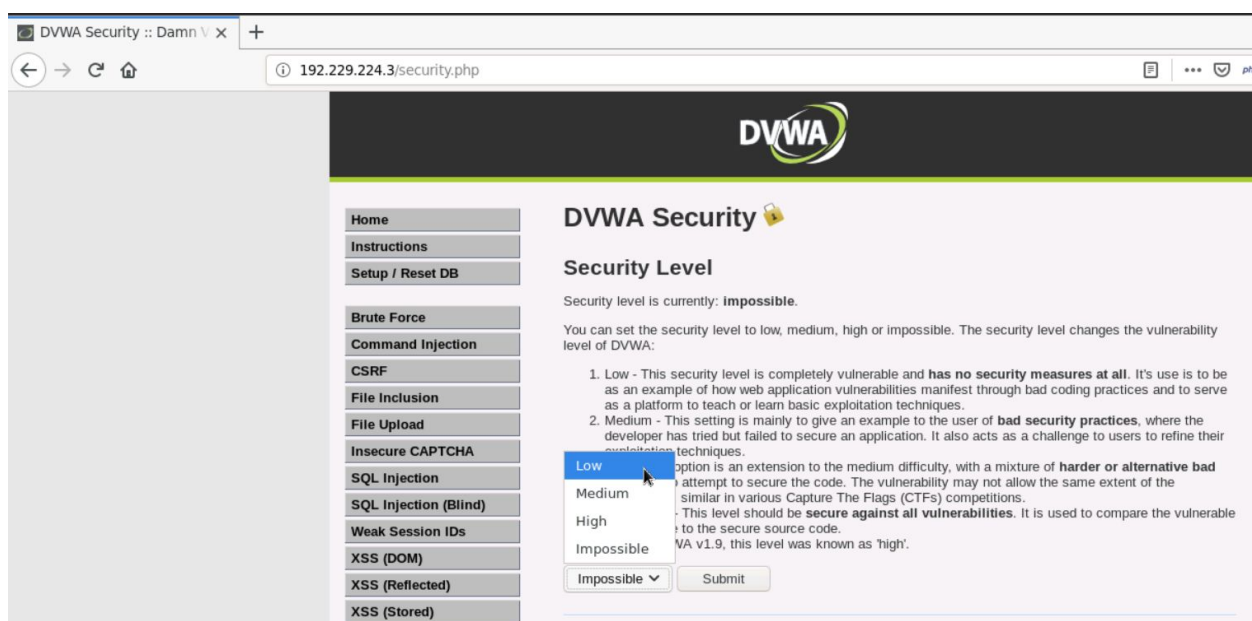 DVWA Security :: Damn V
192.229.224.3/security.php
DVWA
Home
Instructions
Setup / Reset DB
Brute Force
Command Injection
CSRF
File Inclusion
File Upload
Insecure CAPTCHA
SQL Injection
SQL Injection (Blind)
Weak Session IDs
XSS (DOM)
XSS (Reflected)
XSS (Stored)
DVWA Security
Security Level
Security level is currently: impossible.
You can set the security level to low, medium, high or impossible. The security level changes the vulnerability
level of DVWA:
1. Low - This security level is completely vulnerable and has no security measures at all. It's use is to be
as an example of how web application vulnerabilities manifest through bad coding practices and to serve
as a platform to teach or learn basic exploitation techniques.
2. Medium - This setting is mainly to give an example to the user of bad security practices, where the
developer has tried but failed to secure an application. It also acts as a challenge to users to refine their
exploitation techniques.
option is an extension to the medium difficulty, with a mixture of harder or alternative bad
attempt to secure the code. The vulnerability may not allow the same extent of the
similar in various Capture The Flags (CTFs) competitions.
- This level should be secure against all vulnerabilities. It is used to compare the vulnerable
to the secure source code.
v1.9, this level was known as 'high'.
Low
Medium
High
Impossible
Impossible
Submit